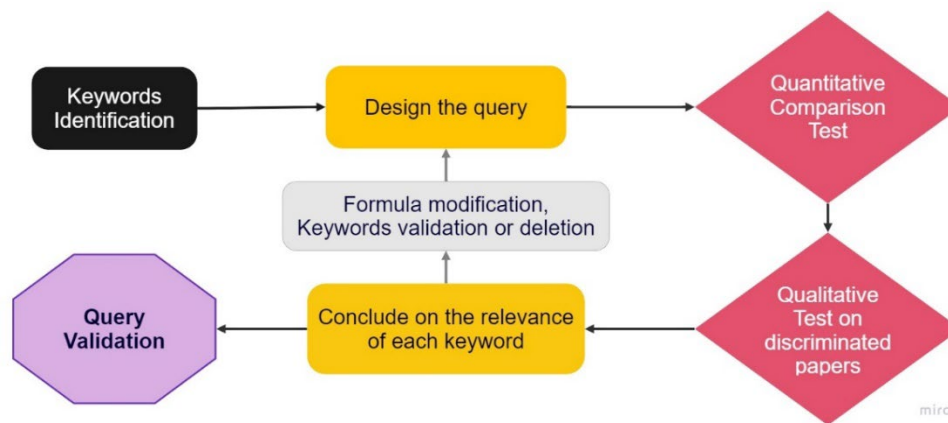 Keywords
Identification
Design the query
Quantitative
Comparison
Test
Formula modification,
Keywords validation or deletion
Query
Validation
Conclude on the relevance
of each keyword
Qualitative
Test on
discriminated
papers